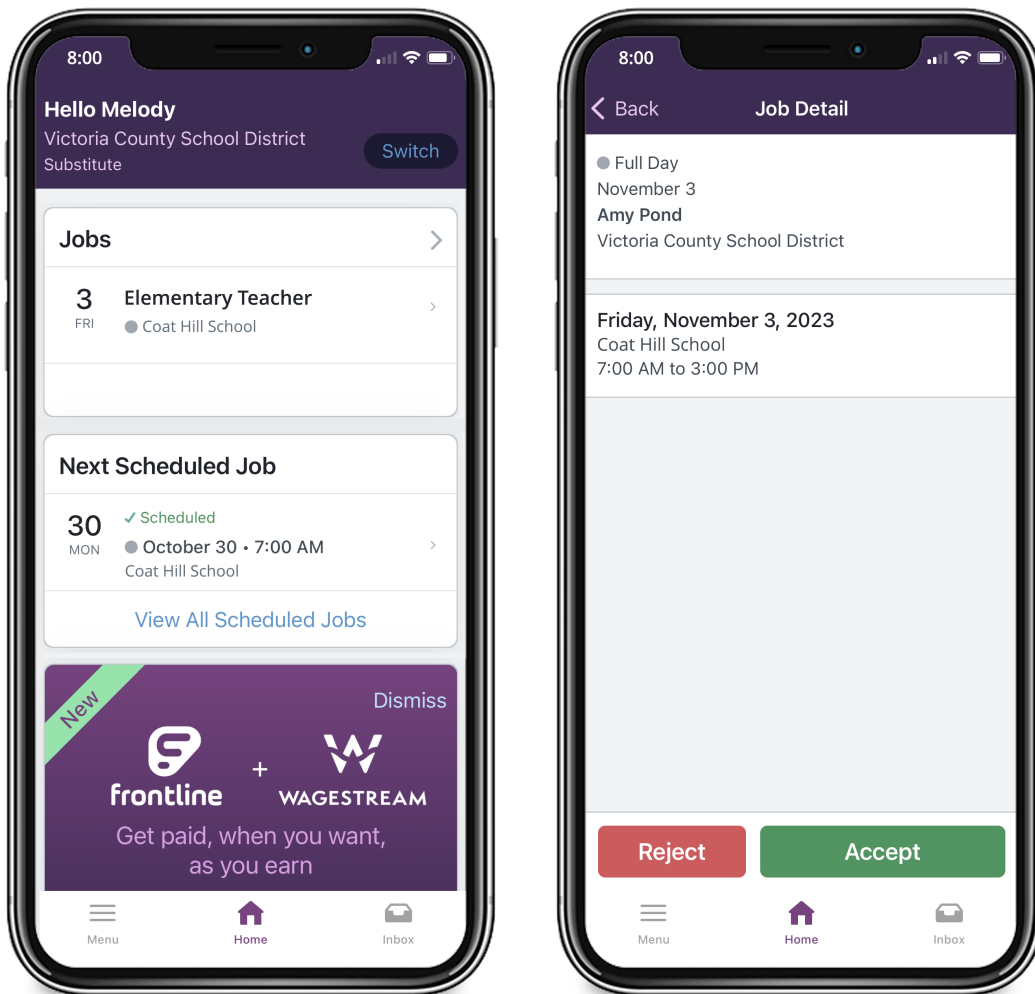 8:00
Hello Melody
Victoria County School District
Substitute
Switch
Jobs
3
FRI
Elementary Teacher
Coat Hill School
Next Scheduled Job
30
MON
Scheduled
October 30 • 7:00 AM
Coat Hill School
View All Scheduled Jobs
New
Dismiss
frontline
+
WAGESTREAM
Get paid, when you want,
as you earn
Menu
Home
Inbox
8:00
Back
Job Detail
Full Day
November 3
Amy Pond
Victoria County School District
Friday, November 3, 2023
Coat Hill School
7:00 AM to 3:00 PM
Reject
Accept
Menu
Home
Inbox